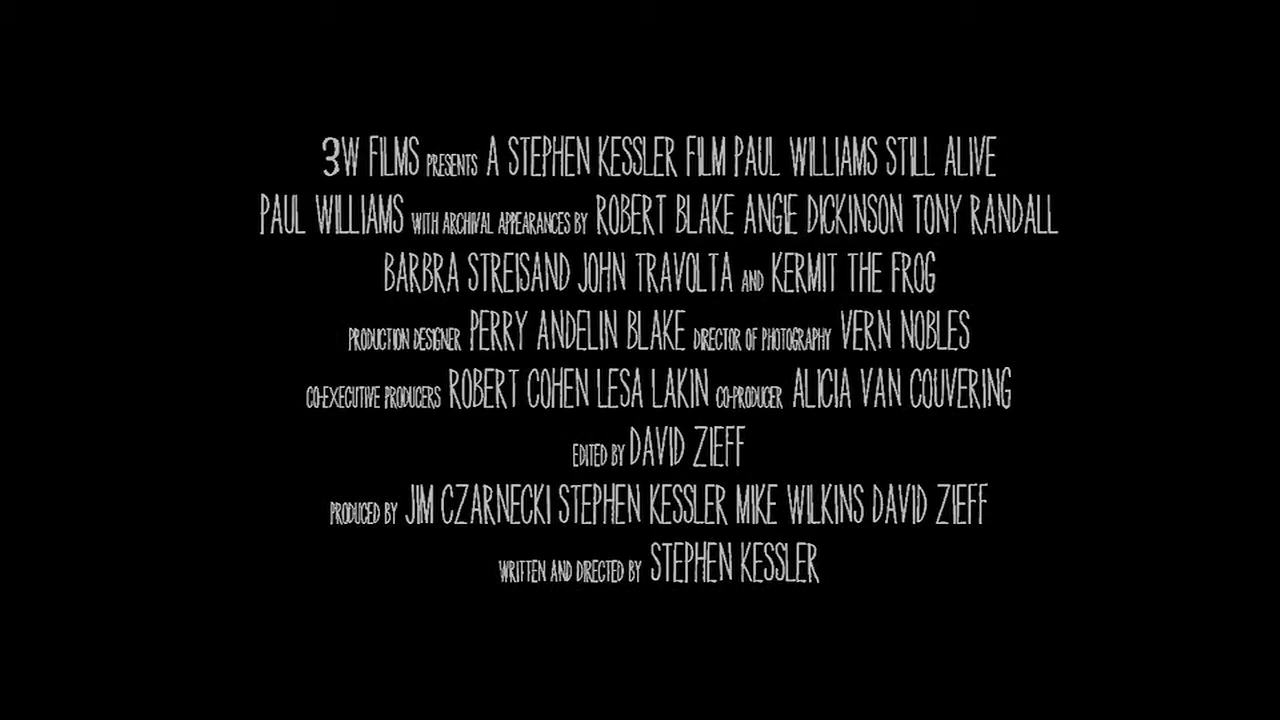 3W FILMS PRESENTS A STEPHEN KESSLER FILM PAUL WILLIAMS STILL ALIVE
PAUL WILLIAMS WITH ARCHIVAL APPEARANCES BY ROBERT BLAKE ANGIE DICKINSON TONY RANDALL
BARBRA STREISAND JOHN TRAVOLTA AND KERMIT THE FROG
PRODUCTION DESIGNER PERRY ANDELIN BLAKE DIRECTOR OF PHOTOGRAPHY VERN NOBLES
CO-EXECUTIVE PRODUCERS ROBERT COHEN LESA LAKIN CO-PRODUCER ALICIA VAN COUVERING
EDITED BY DAVID ZIEFF
PRODUCED BY JIM CZARNECKI STEPHEN KESSLER MIKE WILKINS DAVID ZIEFF
WRITTEN AND DIRECTED BY STEPHEN KESSLER